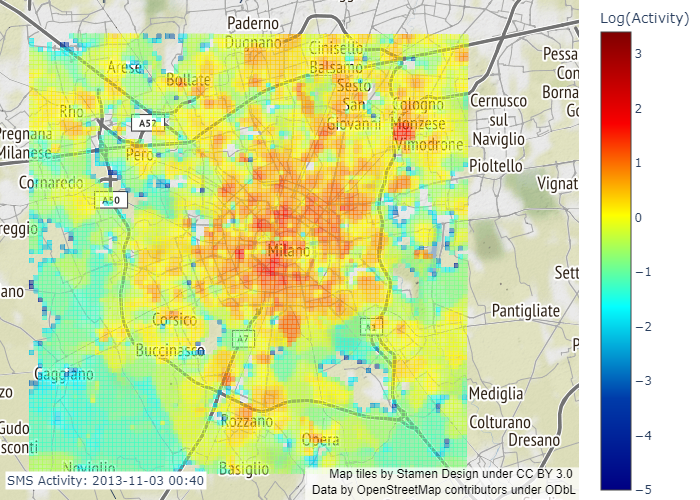 Paderno
Dugnano
Cinisello
Balsamo
Log(Activity)
Arese
Bollate
Sesto
San
Giovanni
Cologno
Monzese
Vimodrone
Cernusco
sul
Naviglio
Pessa
Con
Borna
Go
Rho
A52
Pero
Pregnana
Milanese
Cornaredo
A50
Pioltello
Vignat
reggio
Milano
Sett
ano
Corsico
Buccinasco
A7
A1
Pantigliate
P
Gaggiano
zo
Gudo
sconti
Rozzano
Opera
Mediglia
Colturano
Dresano
Noviglio
Basiglio
SMS Activity: 2013-11-03 00:40
Map tiles by Stamen Design under CC BY 3.0
Data by OpenStreetMap contributors under ODbL
3
2
1
0
−1
−2
−3
−4
−5